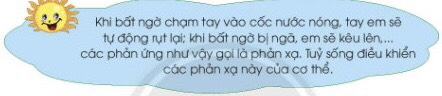 Khi bất ngờ chạm tay vào cốc nước nóng, tay em sẽ
tự động rụt lại; khi bất ngờ bị ngã, em sẽ kêu lên,...
các phản ứng như vậy gọi là phản xạ. Tuỷ sống điều khiển
các phản xạ này của cơ thể.